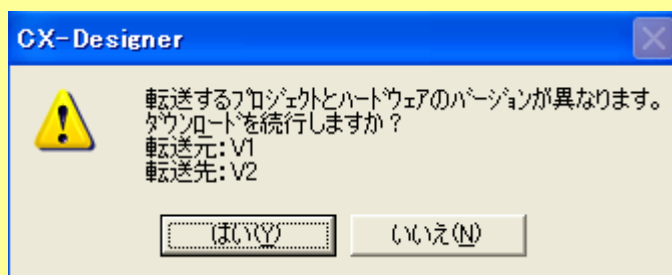 CX-Designer
転送するﾌﾟﾛｼﾞｪｸﾄとﾊｰﾄﾞｳｪｱのﾊﾞｰｼﾞｮﾝが異なります。
ﾀﾞｳﾝﾛｰﾄﾞを続行しますか？
転送元：V1
転送先：V2
はい(Y)
いいえ(N)